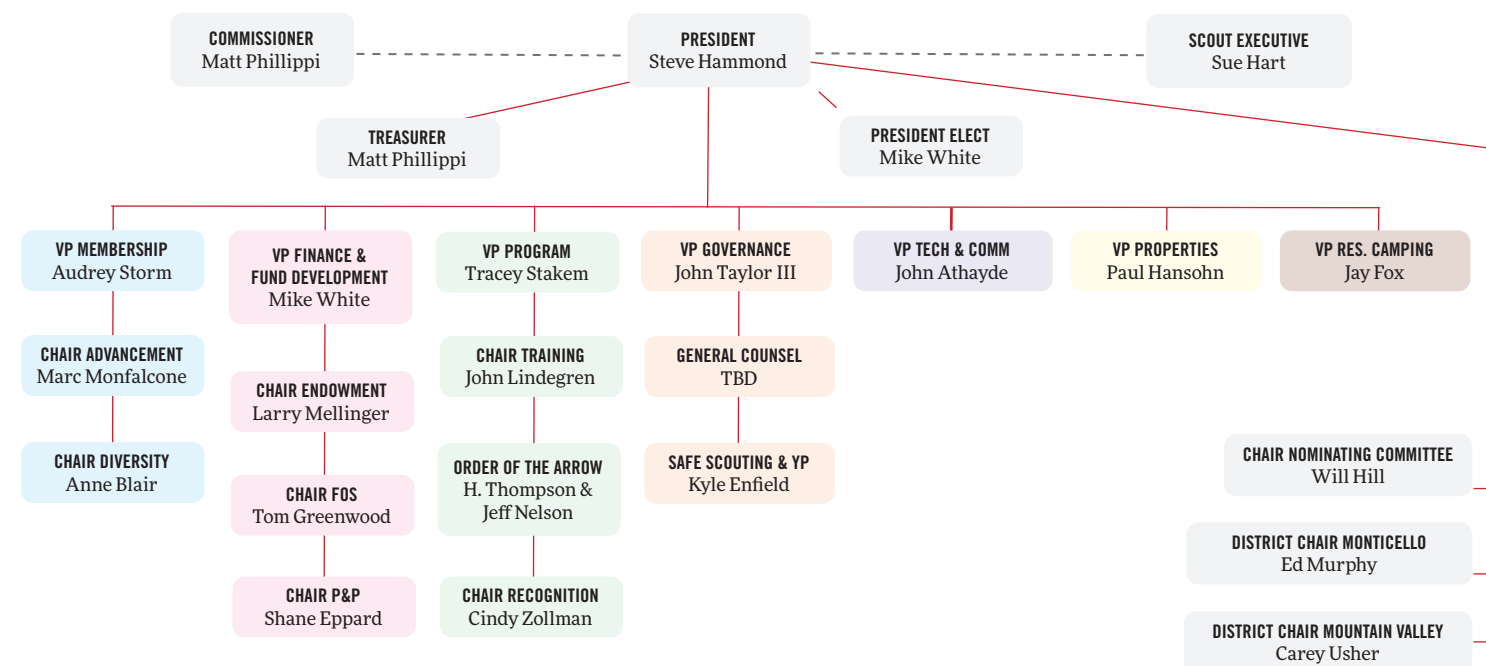 COMMISSIONER
Matt Phillippi
PRESIDENT
Steve Hammond
SCOUT EXECUTIVE
Sue Hart
TREASURER
Matt Phillippi
PRESIDENT ELECT
Mike White
VP MEMBERSHIP
Audrey Storm
CHAIR ADVANCEMENT
Marc Monfalcone
CHAIR DIVERSITY
Anne Blair
VP FINANCE &
FUND DEVELOPMENT
Mike White
CHAIR ENDOWMENT
Larry Mellinger
CHAIR FOS
Tom Greenwood
CHAIR P&P
Shane Eppard
VP PROGRAM
Tracey Stakem
CHAIR TRAINING
John Lindegren
ORDER OF THE ARROW
H. Thompson &
Jeff Nelson
CHAIR RECOGNITION
Cindy Zollman
VP GOVERNANCE
John Taylor III
GENERAL COUNSEL
TBD
SAFE SCOUTING & YP
Kyle Enfield
VP TECH & COMM
John Athayde
VP PROPERTIES
Paul Hansohn
VP RES. CAMPING
Jay Fox
CHAIR NOMINATING COMMITTEE
Will Hill
DISTRICT CHAIR MONTICELLO
Ed Murphy
DISTRICT CHAIR MOUNTAIN VALLEY
Carey Usher